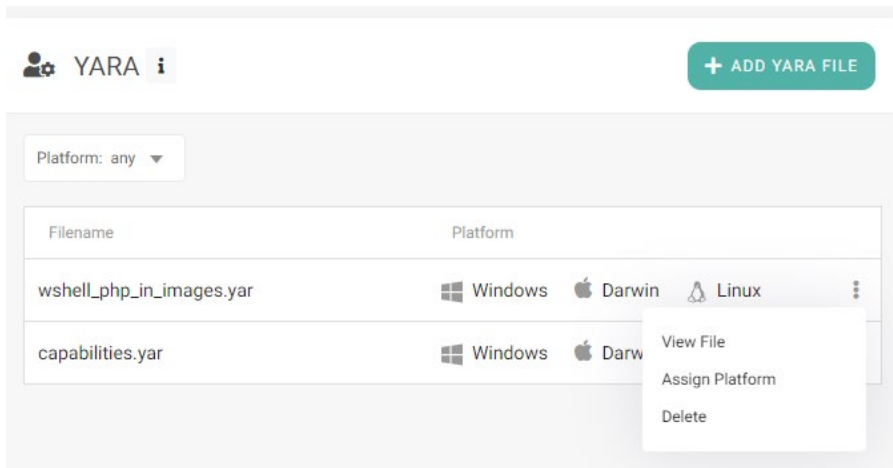 YARA i
+ ADD YARA FILE
Platform: any
Filename Platform
wshell_php_in_images.yar Windows Darwin Linux
View File
capabilities.yar Windows Darw
Assign Platform
Delete